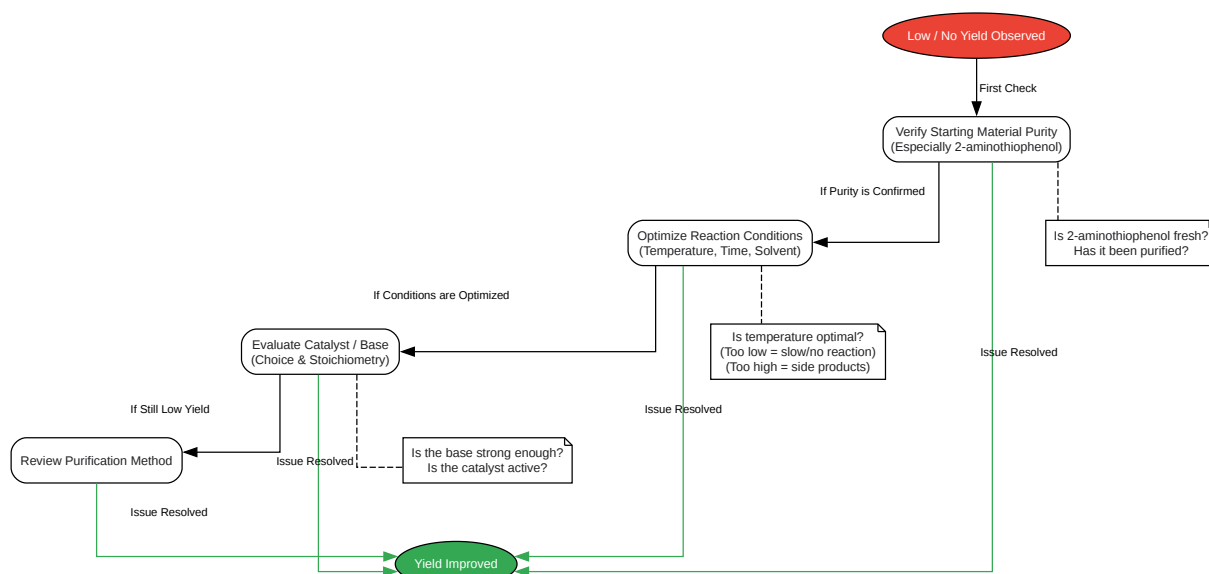 Low / No Yield Observed
First Check
Verify Starting Material Purity
(Especially 2-aminothiophenol)
If Purity is Confirmed
Is 2-aminothiophenol fresh?
Has it been purified?
Optimize Reaction Conditions
(Temperature, Time, Solvent)
If Conditions are Optimized
Is temperature optimal?
(Too low = slow/no reaction)
(Too high = side products)
Issue Resolved
Evaluate Catalyst / Base
(Choice & Stoichiometry)
If Still Low Yield
Issue Resolved
Is the base strong enough?
Is the catalyst active?
Review Purification Method
Issue Resolved
Issue Resolved
Yield Improved